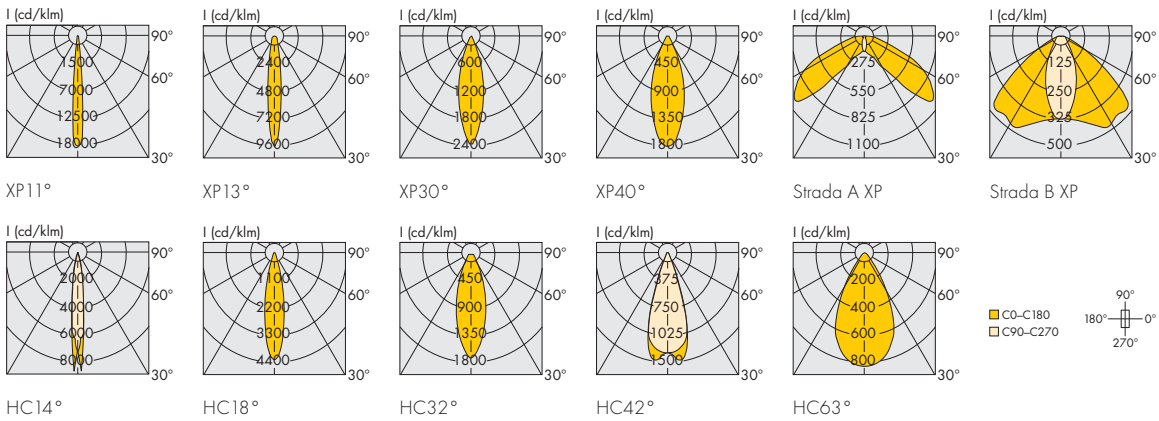 I (cd/klm) I (cd/klm) I (cd/klm) I (cd/klm) I (cd/klm) I (cd/klm)
90° 90° 90° 90° 90° 90°
1500 2400 600 450 275 125
60° 60° 60° 60° 60° 60°
7000 4800 1200 900 550 250
12500 7200 1800 1350 825 325
18000 9600 2400 1800 1100 500
30° 30° 30° 30° 30° 30°
XP11° XP13° XP30° XP40° Strada A XP Strada B XP
I (cd/klm) I (cd/klm) I (cd/klm) I (cd/klm) I (cd/klm)
90° 90° 90° 90° 90°
2000 1100 450 375 200
60° 60° 60° 60° 60°
4000 2200 900 750 400
6000 3300 1350 1025 600
8000 4400 1800 1500 800
30° 30° 30° 30° 30°
HC14° HC18° HC32° HC42° HC63°
C0–C180
C90–C270
90°
180° 0°
270°